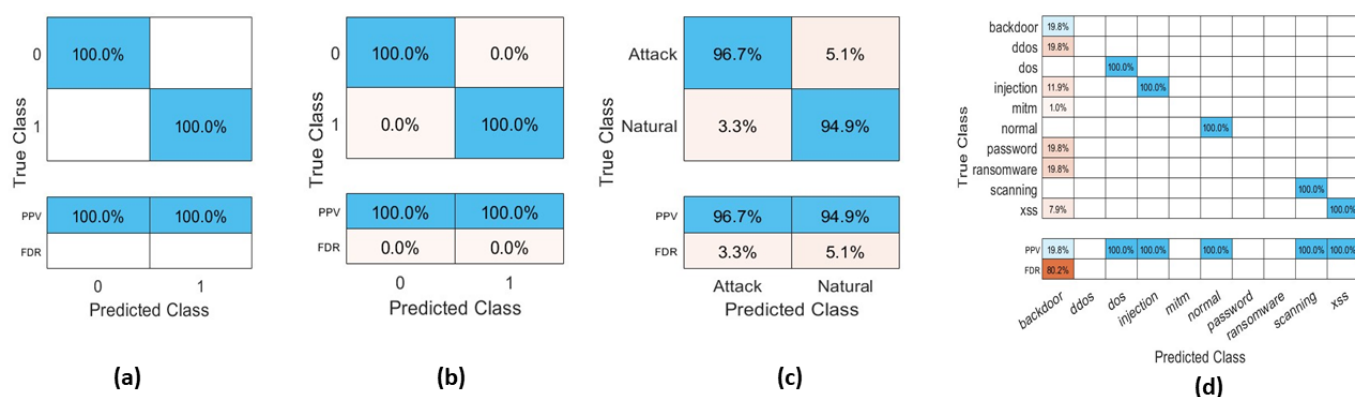 True Class
0
100.0%
1
100.0%
PPV
100.0%
100.0%
FDR
0
1
Predicted Class
(a)
True Class
0
100.0%
0.0%
1
0.0%
100.0%
PPV
100.0%
100.0%
FDR
0.0%
0.0%
0
1
Predicted Class
(b)
True Class
Attack
96.7%
5.1%
Natural
3.3%
94.9%
PPV
96.7%
94.9%
FDR
3.3%
5.1%
Attack
Natural
Predicted Class
(c)
True Class
backdoor
19.8%
ddos
19.8%
dos
100.0%
injection
11.9%
100.0%
mitm
1.0%
normal
100.0%
password
19.8%
ransomware
19.8%
scanning
100.0%
xss
7.9%
100.0%
PPV
19.8%
100.0%
100.0%
100.0%
100.0%
100.0%
FDR
80.2%
backdoor
ddos
dos
injection
mitm
normal
password
ransomware
scanning
xss
Predicted Class
(d)